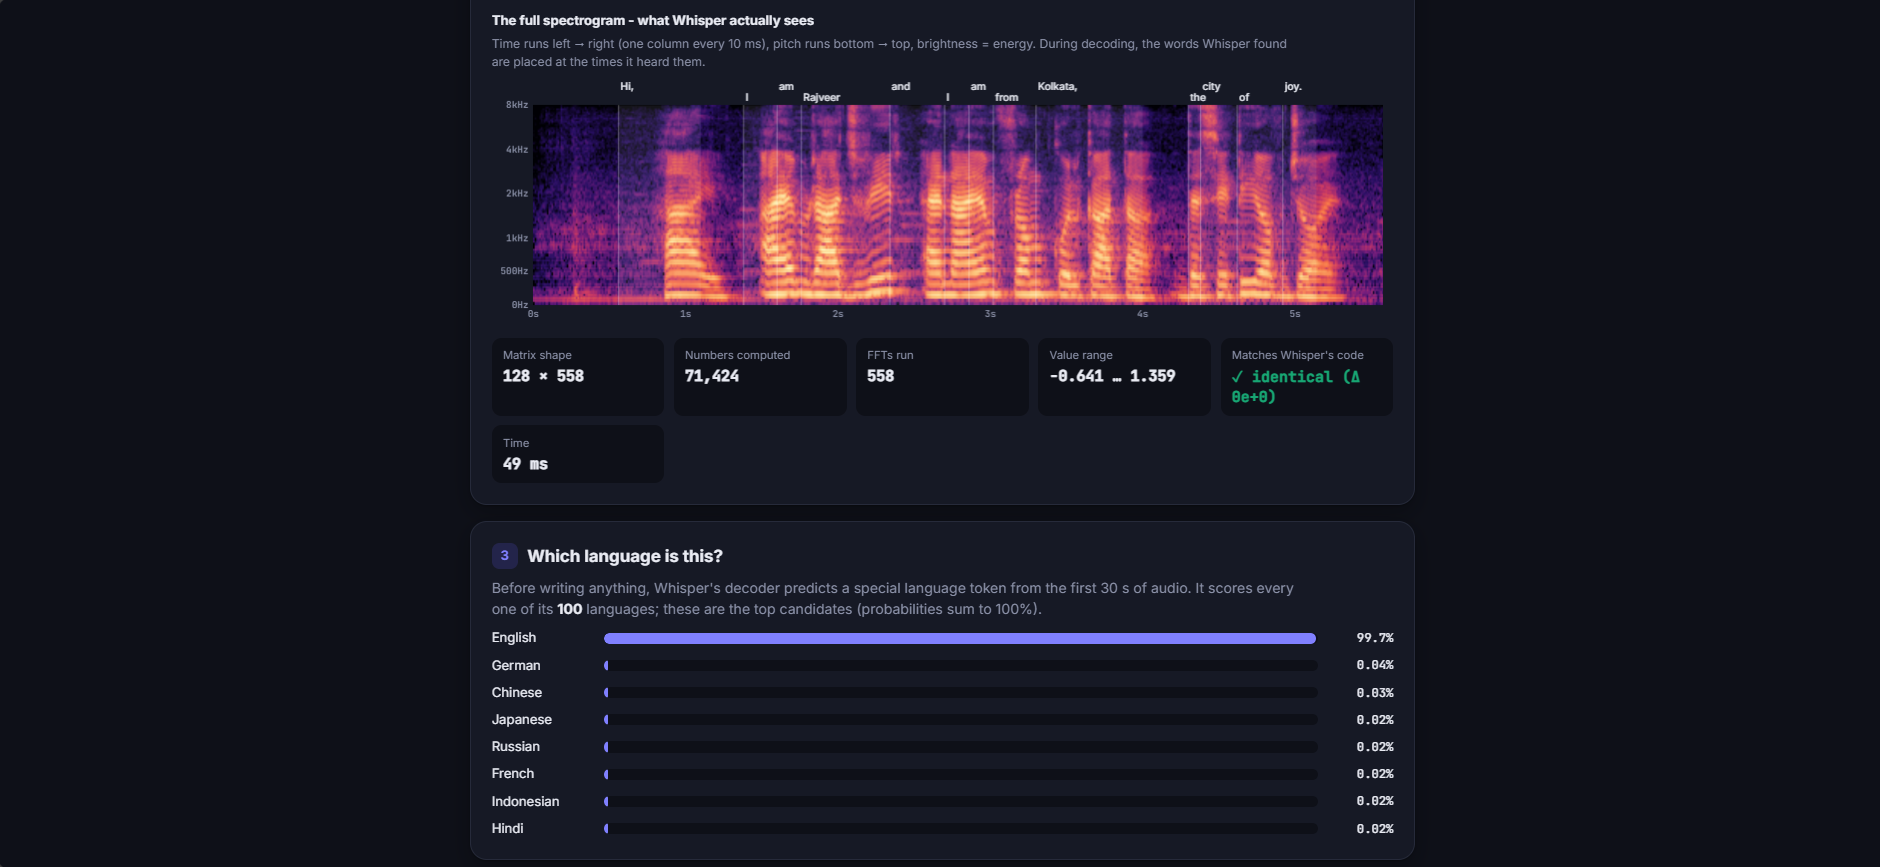 The full spectrogram - what Whisper actually sees
Time runs left → right (one column every 10 ms), pitch runs bottom → top, brightness = energy. During decoding, the words Whisper found
are placed at the times it heard them.
Hi, am and am Kolkata, city joy.
I Rajveer I from the of
8kHz
4kHz
2kHz
1kHz
500Hz
0Hz
0s 1s 2s 3s 4s 5s
Matrix shape
128 × 558
Numbers computed
71,424
FFTs run
558
Value range
-0.641 … 1.359
Matches Whisper's code
✓ identical (Δ
0e+0)
Time
49 ms
3 Which language is this?
Before writing anything, Whisper's decoder predicts a special language token from the first 30 s of audio. It scores every
one of its 100 languages; these are the top candidates (probabilities sum to 100%).
English 99.7%
German 0.04%
Chinese 0.03%
Japanese 0.02%
Russian 0.02%
French 0.02%
Indonesian 0.02%
Hindi 0.02%